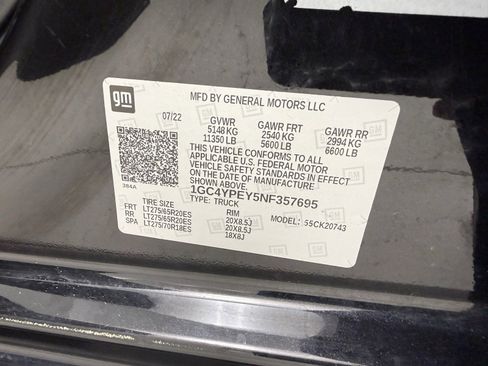 gm
MFD BY GENERAL MOTORS LLC
07/22 GVWR GAWR FRT GAWR RR
5148 KG 2540 KG 2994 KG
11350 LB 5600 LB 6600 LB
THIS VEHICLE CONFORMS TO ALL
APPLICABLE U.S. FEDERAL MOTOR
VEHICLE SAFETY STANDARDS IN EFFECT
ON THE DATE OF MANUFACTURE
384A
1GC4YPEY5NF357695
TYPE: TRUCK
MODEL: 55CK20743
TIRE SIZE RIM
FRT LT275/65R20ES 20X8.5J
RR LT275/65R20ES 20X8.5J
SPA LT275/70R18ES 18X8J